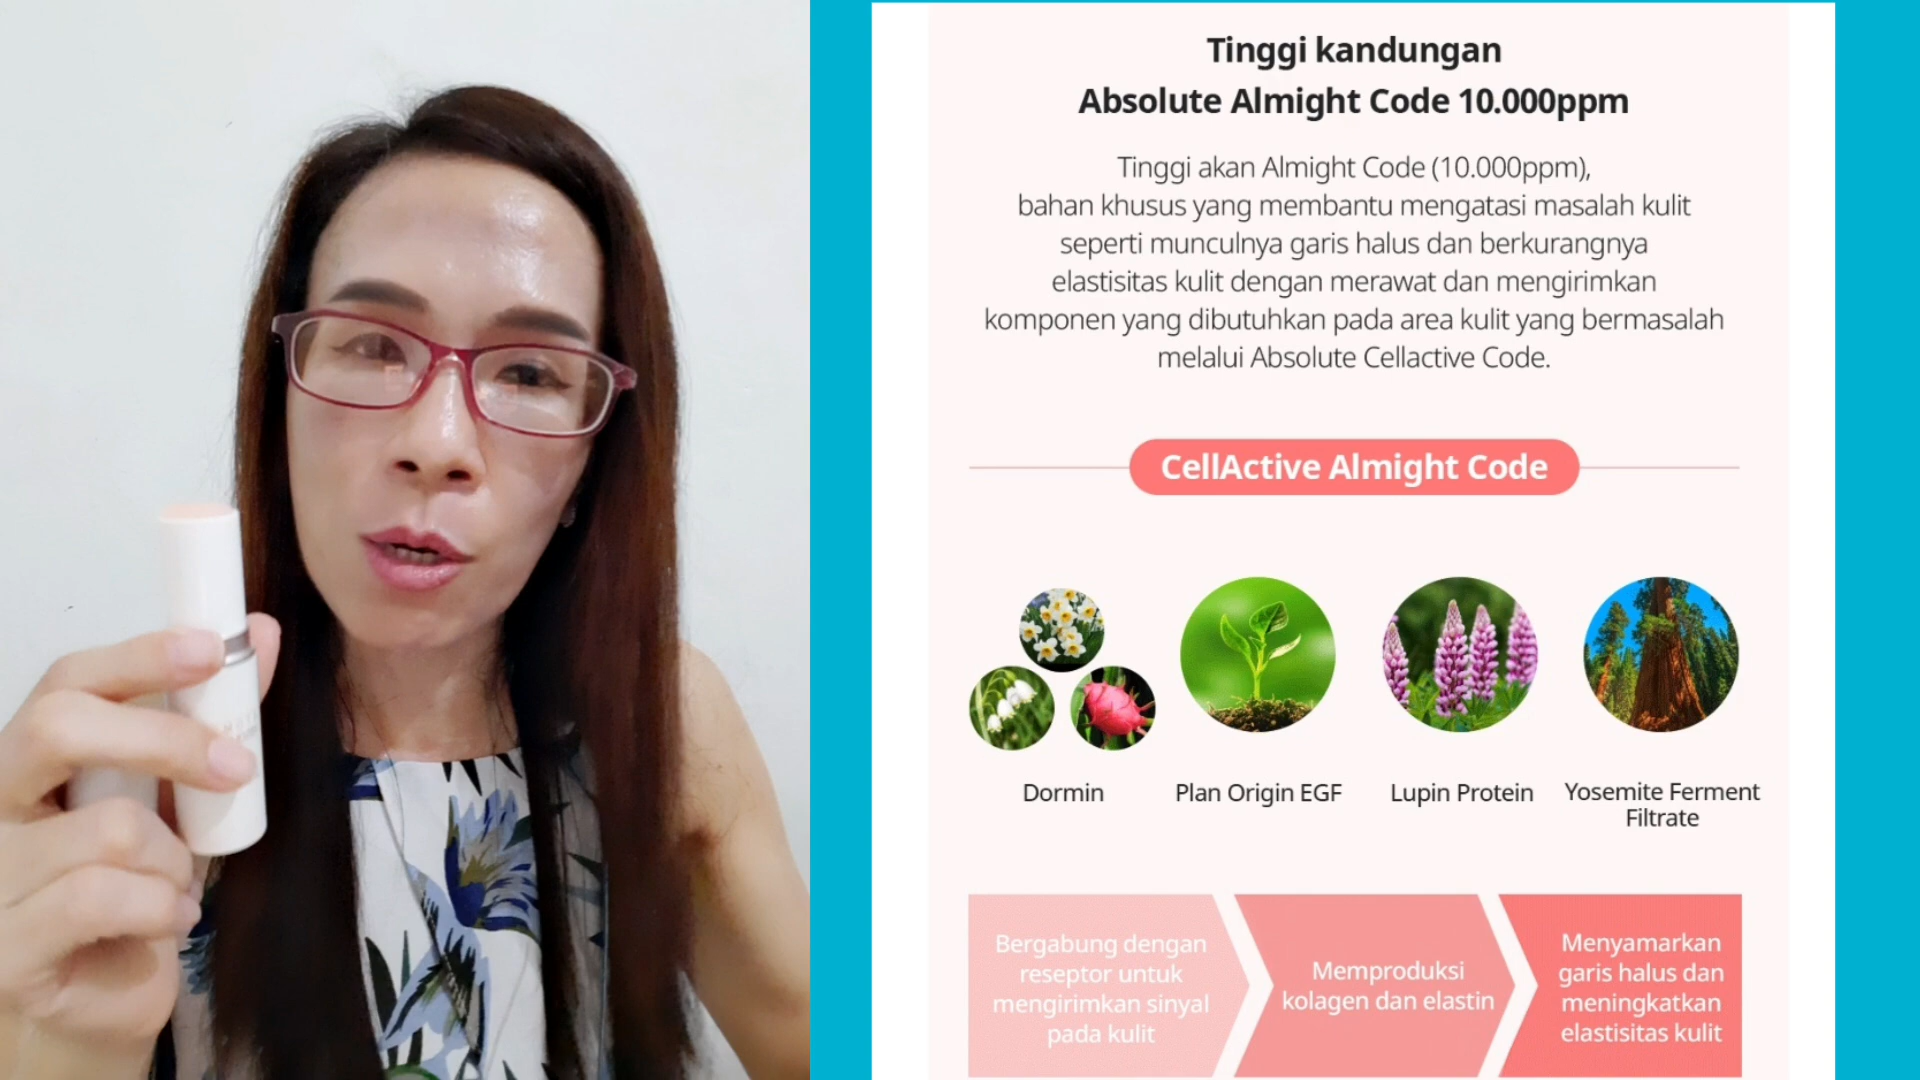 Tinggi kandungan
Absolute Almight Code 10.000ppm
Tinggi akan Almight Code (10.000ppm),
bahan khusus yang membantu mengatasi masalah kulit
seperti munculnya garis halus dan berkurangnya
elastisitas kulit dengan merawat dan mengirimkan
komponen yang dibutuhkan pada area kulit yang bermasalah
melalui Absolute Cellactive Code.
CellActive Almight Code
Dormin
Plan Origin EGF
Lupin Protein
Yosemite Ferment
Filtrate
Bergabung dengan
reseptor untuk
mengirimkan sinyal
pada kulit
Memproduksi
kolagen dan elastin
Menyamarkan
garis halus dan
meningkatkan
elastisitas kulit